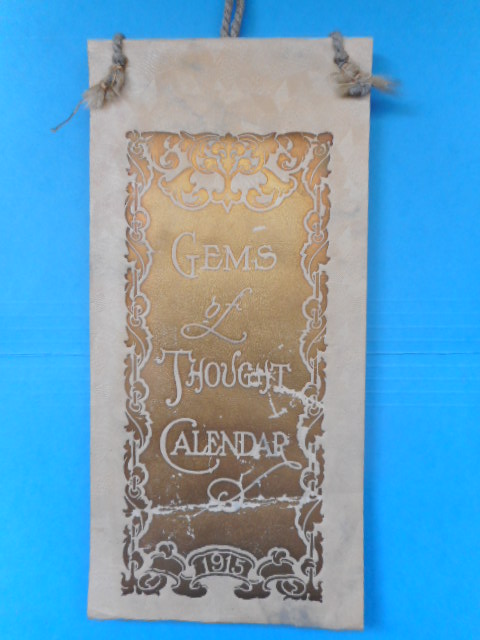 GEMS
of
THOUGHT
CALENDAR
1915